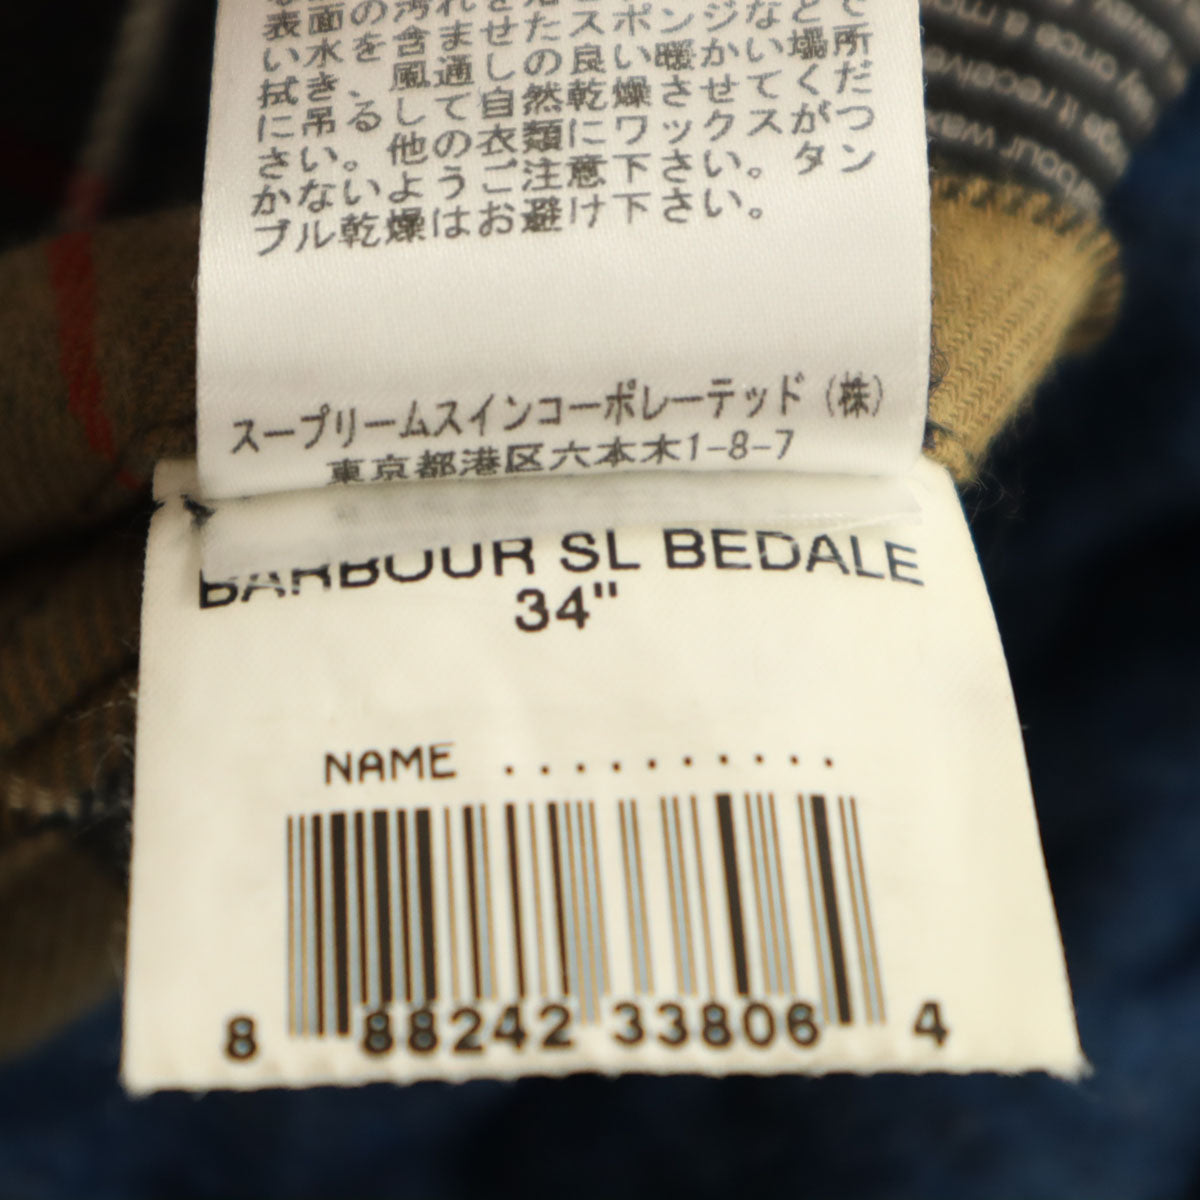 表面の汚れ
い水を含ませたスポンジなどで
拭き、風通しの良い暖かい場所
に吊るして自然乾燥させてくだ
さい。他の衣類にワックスがつ
かないようご注意下さい。タン
ブル乾燥はお避け下さい。
スープリームスインコーポレーテッド (株)
東京都港区六本木1-8-7
BARBOUR SL BEDALE
34"
NAME ..........
8 88242 33806 4
once a mo
it receive